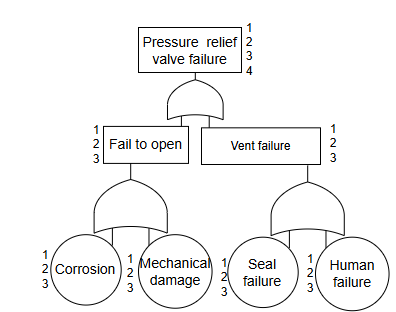 Pressure relief
valve failure
1
2
3
4
1
2
3
Fail to open
Vent failure
1
2
3
1
2
3
Corrosion
1
2
3
Mechanical
damage
1
2
3
Seal
failure
1
2
3
Human
failure